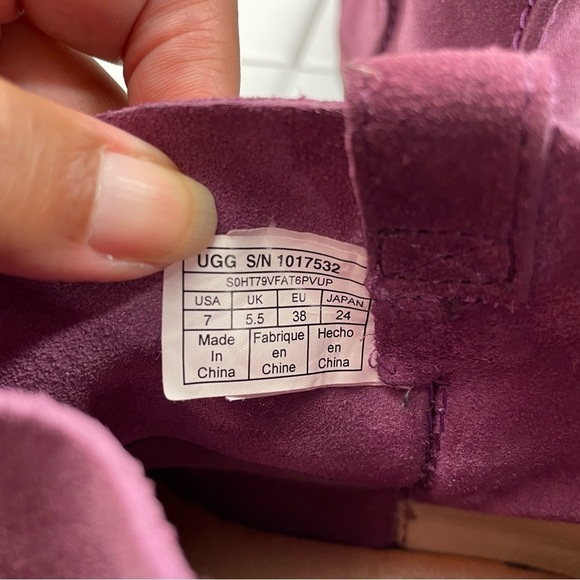 UGG S/N 1017532
S0HT79VFAT6PVUP
USA UK EU JAPAN
7 5.5 38 24
Made Fabrique Hecho
In en en
China Chine China